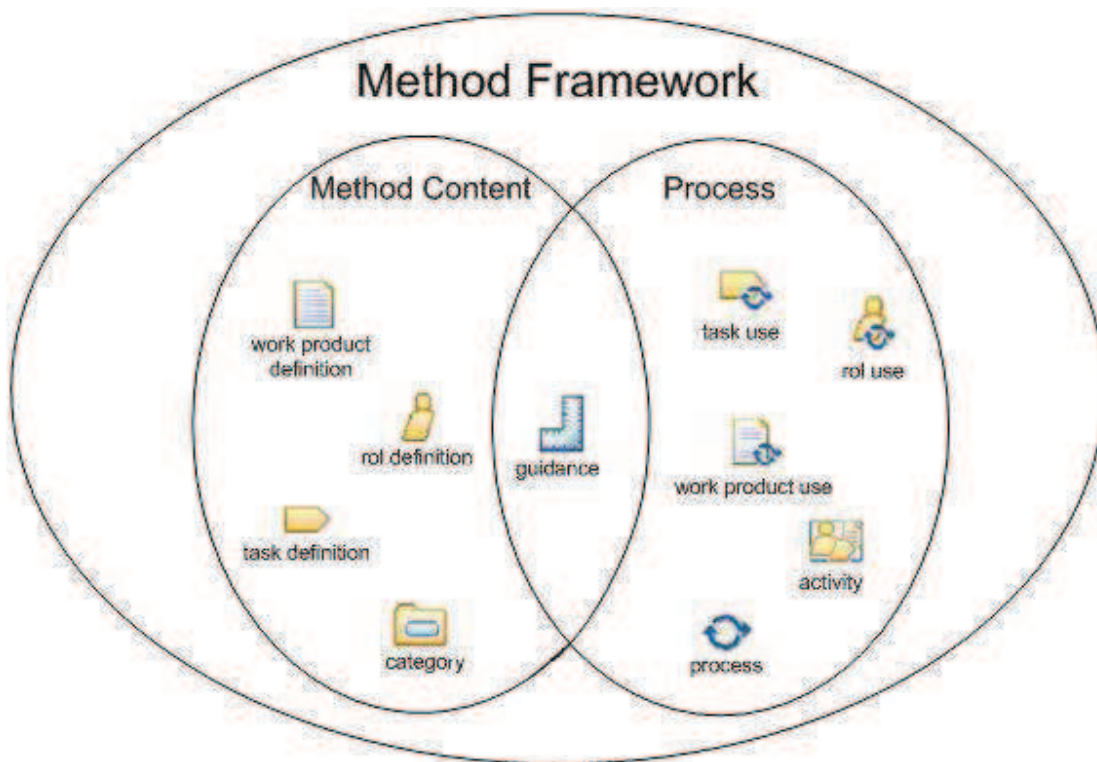 Method Framework
Method Content
Process
work product
definition
task use
rol use
rol definition
guidance
work product use
task definition
activity
category
process